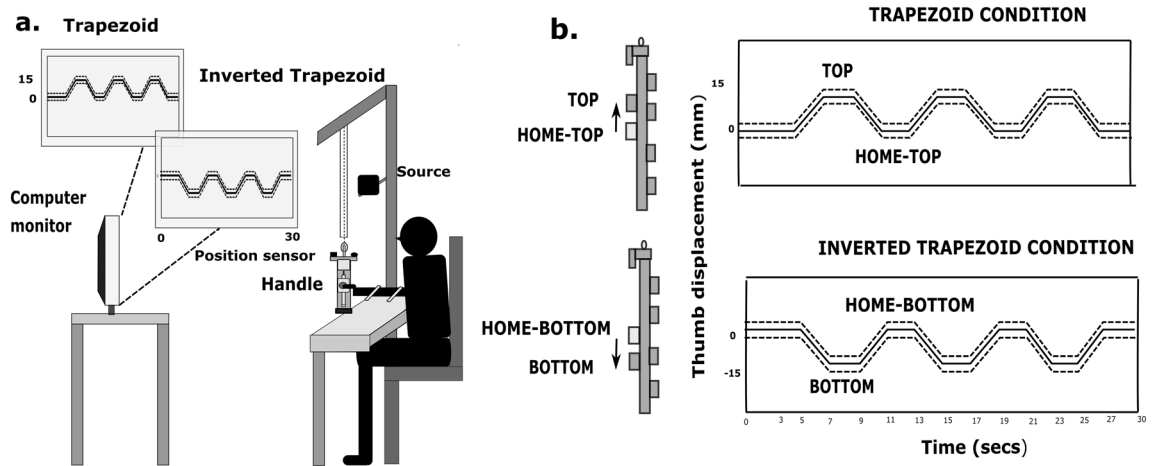 a.
Trapezoid
15
0
Inverted Trapezoid
Source
Computer
monitor
0
30
Position sensor
Handle
b.
TRAPEZOID CONDITION
TOP
HOME-TOP
15
0
TOP
HOME-TOP
Thumb displacement (mm)
INVERTED TRAPEZOID CONDITION
HOME-BOTTOM
BOTTOM
0
-15
HOME-BOTTOM
BOTTOM
0 3 5 7 9 11 13 15 17 19 21 23 25 27 30
Time (secs)